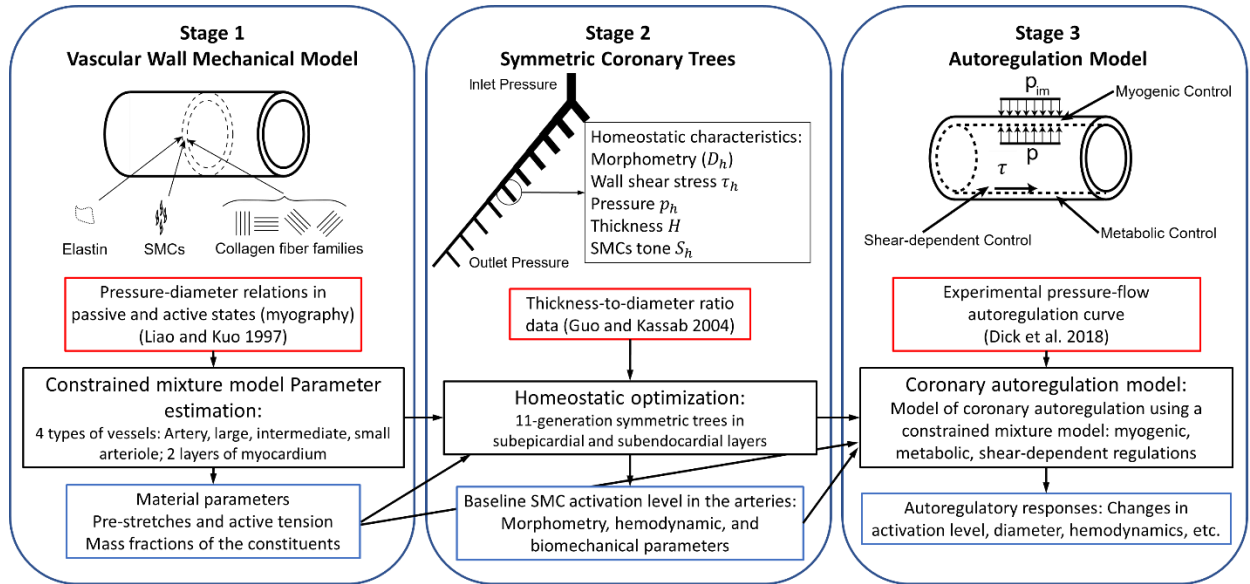 Stage 1
Vascular Wall Mechanical Model
Elastin
SMCs
Collagen fiber families
Pressure-diameter relations in
passive and active states (myography)
(Liao and Kuo 1997)
Constrained mixture model Parameter
estimation:
4 types of vessels: Artery, large, intermediate, small
arteriole; 2 layers of myocardium
Material parameters
Pre-stretches and active tension
Mass fractions of the constituents
Stage 2
Symmetric Coronary Trees
Inlet Pressure
Homeostatic characteristics:
Morphometry (D_h)
Wall shear stress τ_h
Pressure p_h
Thickness H
SMCs tone S_h
Outlet Pressure
Thickness-to-diameter ratio
data (Guo and Kassab 2004)
Homeostatic optimization:
11-generation symmetric trees in
subepicardial and subendocardial layers
Baseline SMC activation level in the arteries:
Morphometry, hemodynamic, and
biomechanical parameters
Stage 3
Autoregulation Model
p_im
Myogenic Control
p
τ
Shear-dependent Control
Metabolic Control
Experimental pressure-flow
autoregulation curve
(Dick et al. 2018)
Coronary autoregulation model:
Model of coronary autoregulation using a
constrained mixture model: myogenic,
metabolic, shear-dependent regulations
Autoregulatory responses: Changes in
activation level, diameter, hemodynamics, etc.